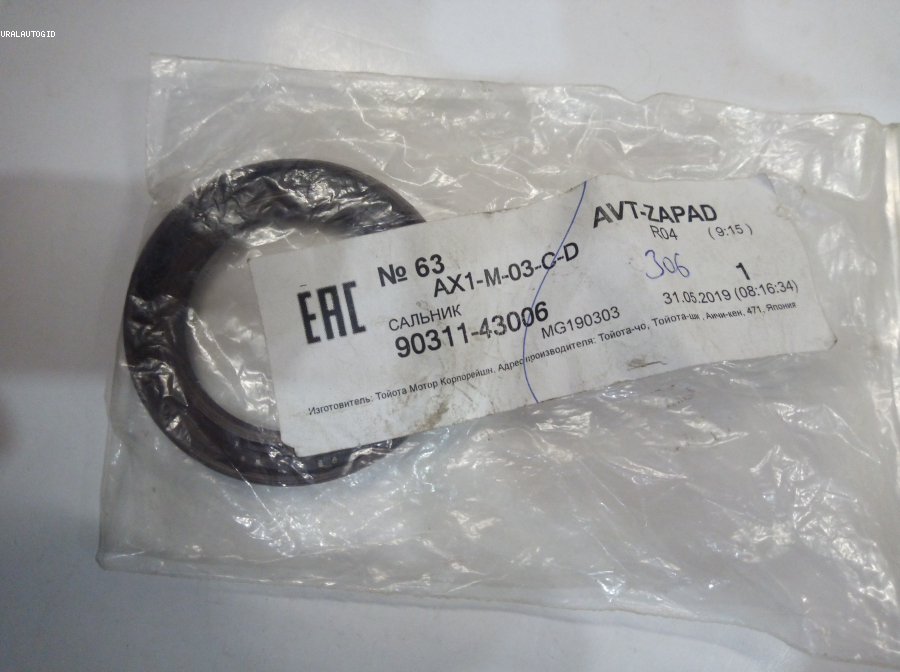 URALAUTOGID
AVT-ZAPAD
R04 (9:15)
№ 63
AX1-M-03-C-D
306
1
EAC
САЛЬНИК
90311-43006
MG190303
31.05.2019 (08:16:34)
Изготовитель: Тойота Мотор Корпорейшн. Адрес производителя: Тойота-чо, Тойота-ши, Аичи-кен, 471, Япония